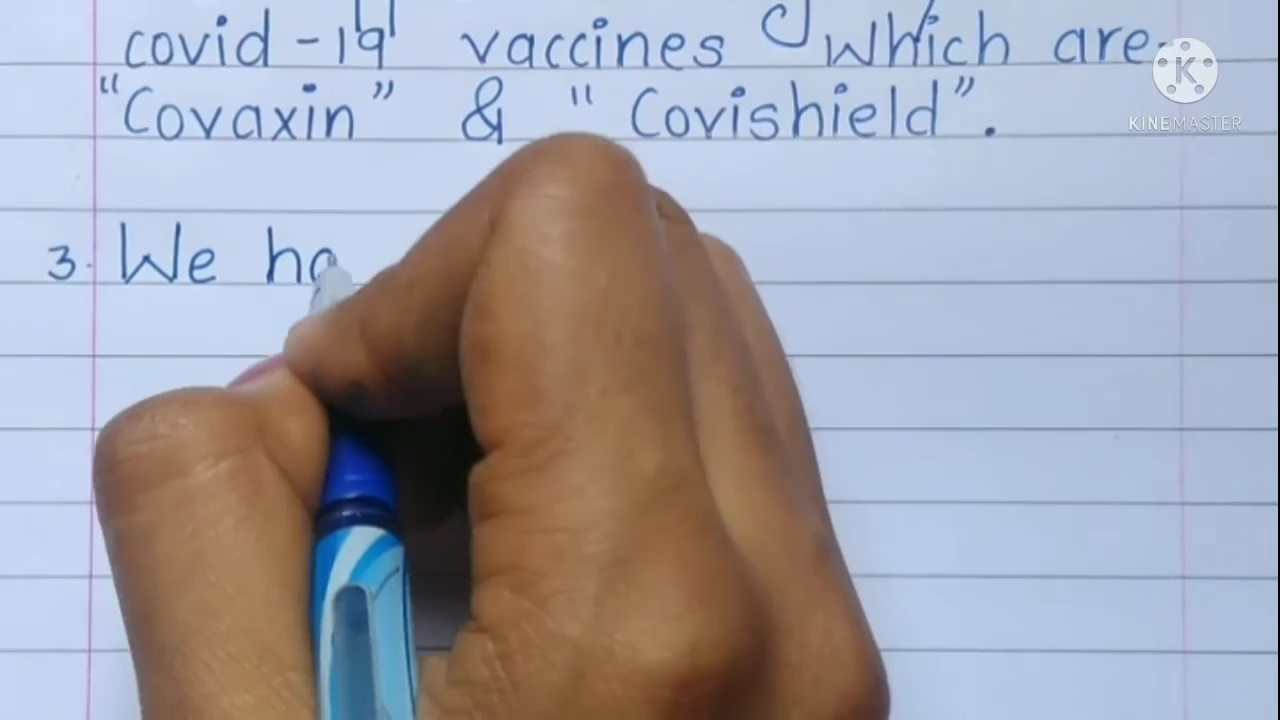 covid-19 vaccines which are
"Covaxin" & "Covishield".
3. We ha
K
KINEMASTER